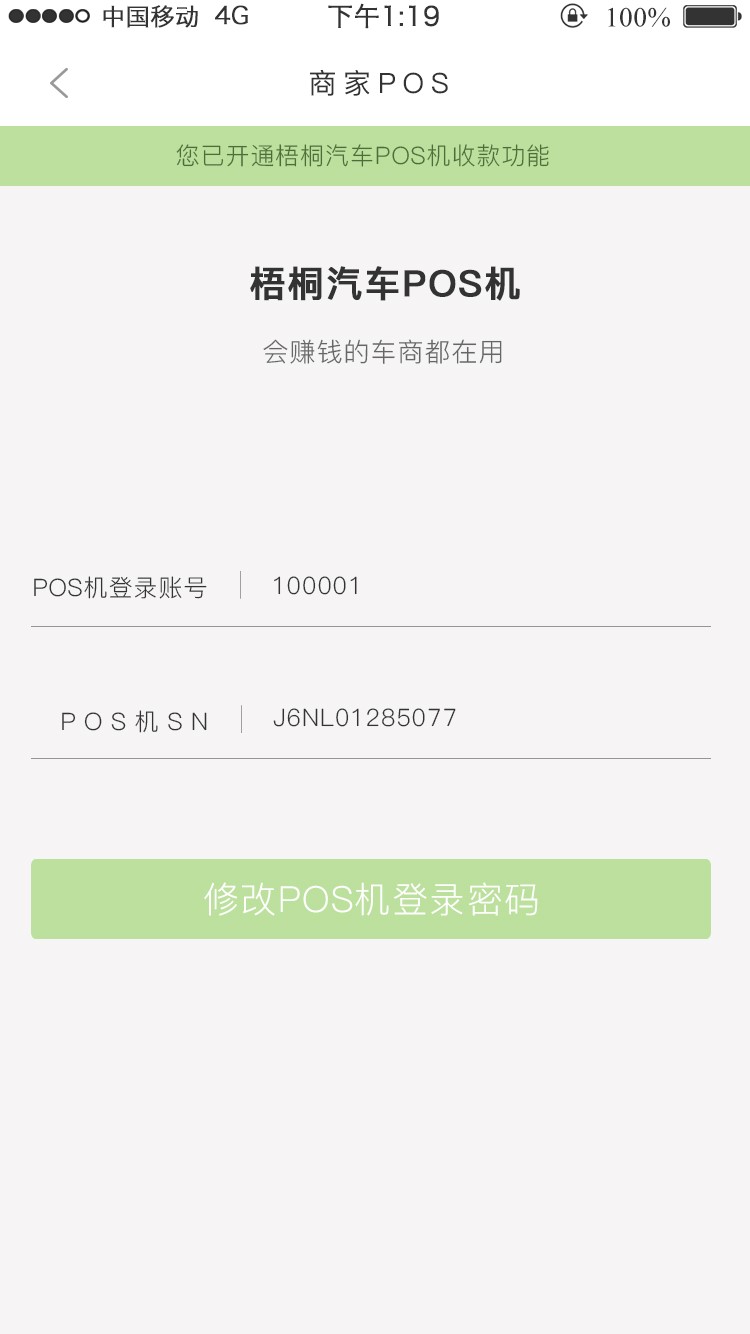 中国移动 4G 下午1:19 100%
商家POS
您已开通梧桐汽车POS机收款功能
梧桐汽车POS机
会赚钱的车商都在用
POS机登录账号 100001
POS机SN J6NL01285077
修改POS机登录密码